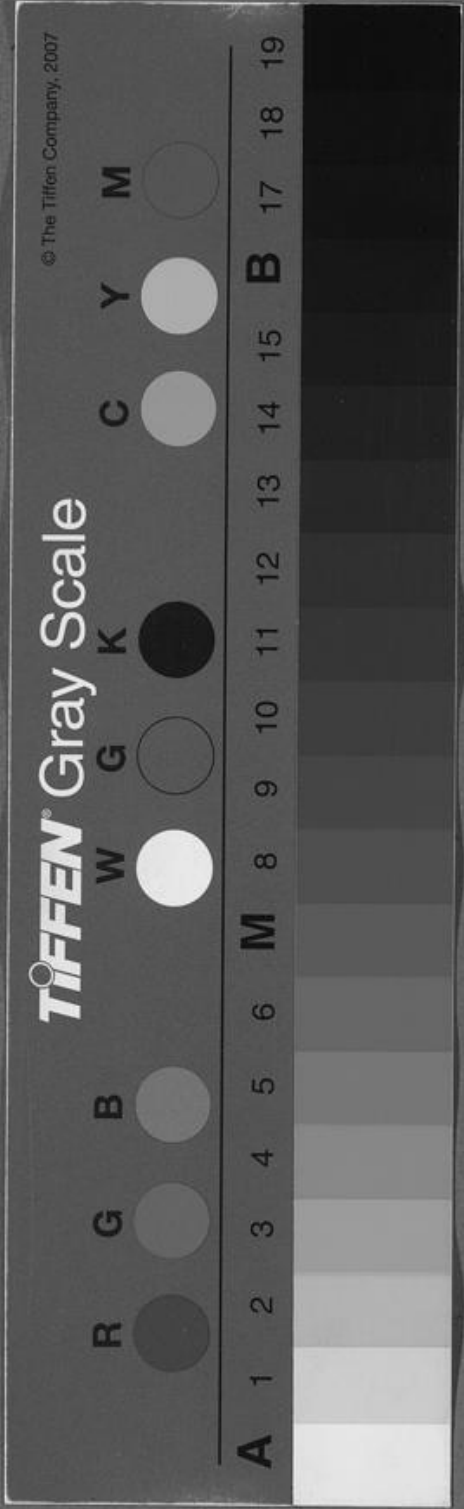 TIFFEN® Gray Scale
© The Tiffen Company, 2007
R G B W G K C Y M
A 1 2 3 4 5 6 M 8 9 10 11 12 13 14 15 B 17 18 19